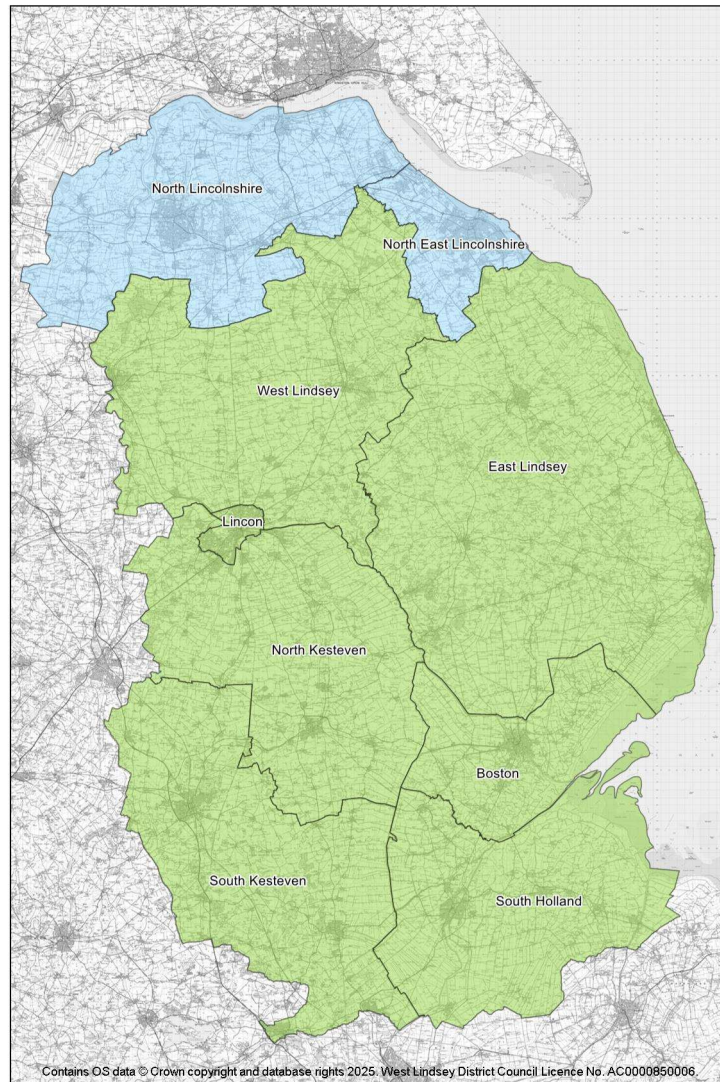 North Lincolnshire
North East Lincolnshire
West Lindsey
East Lindsey
Lincon
North Kesteven
Boston
South Kesteven
South Holland
Contains OS data © Crown copyright and database rights 2025. West Lindsey District Council Licence No. AC0000850006.